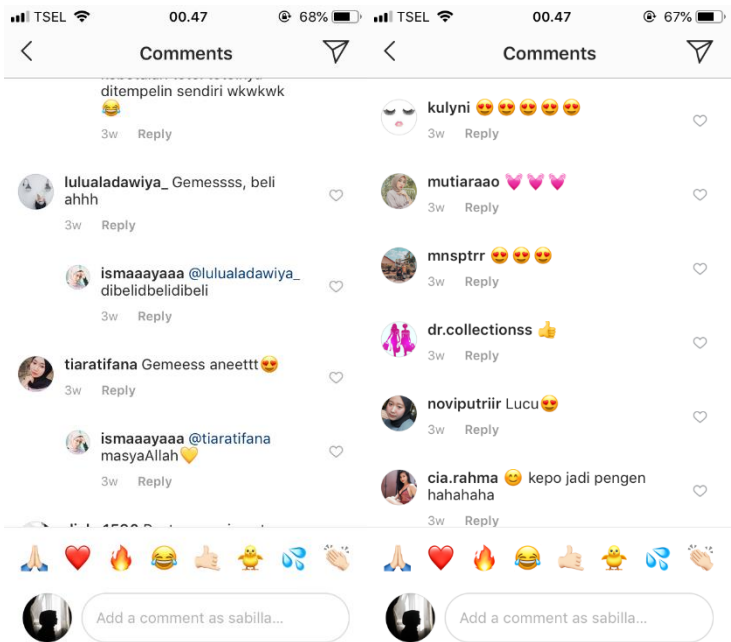 TSEL 00.47 68%
Comments
ditempelin sendiri wkwkwk
😂
3w Reply
lulualadawiya_ Gemessss, beli
ahhh
3w Reply
ismaaayaaa @lulualadawiya_
dibelidbelidibeli
3w Reply
tiaratifana Gemeess aneettt😍
3w Reply
ismaaayaaa @tiaratifana
masyaAllah💛
3w Reply
Add a comment as sabilla...
TSEL 00.47 67%
Comments
kulyni 😍😍😍😍😍
3w Reply
mutiaraao 💓💓💓
3w Reply
mnsptrr 😍😍😍
3w Reply
dr.collectionss 👍
3w Reply
noviputriir Lucu😍
3w Reply
cia.rahma 😊 kepo jadi pengen
hahahaha
3w Reply
Add a comment as sabilla...